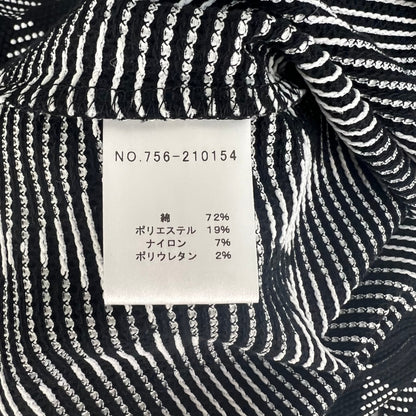 NO.756-210154
綿 72%
ポリエステル 19%
ナイロン 7%
ポリウレタン 2%